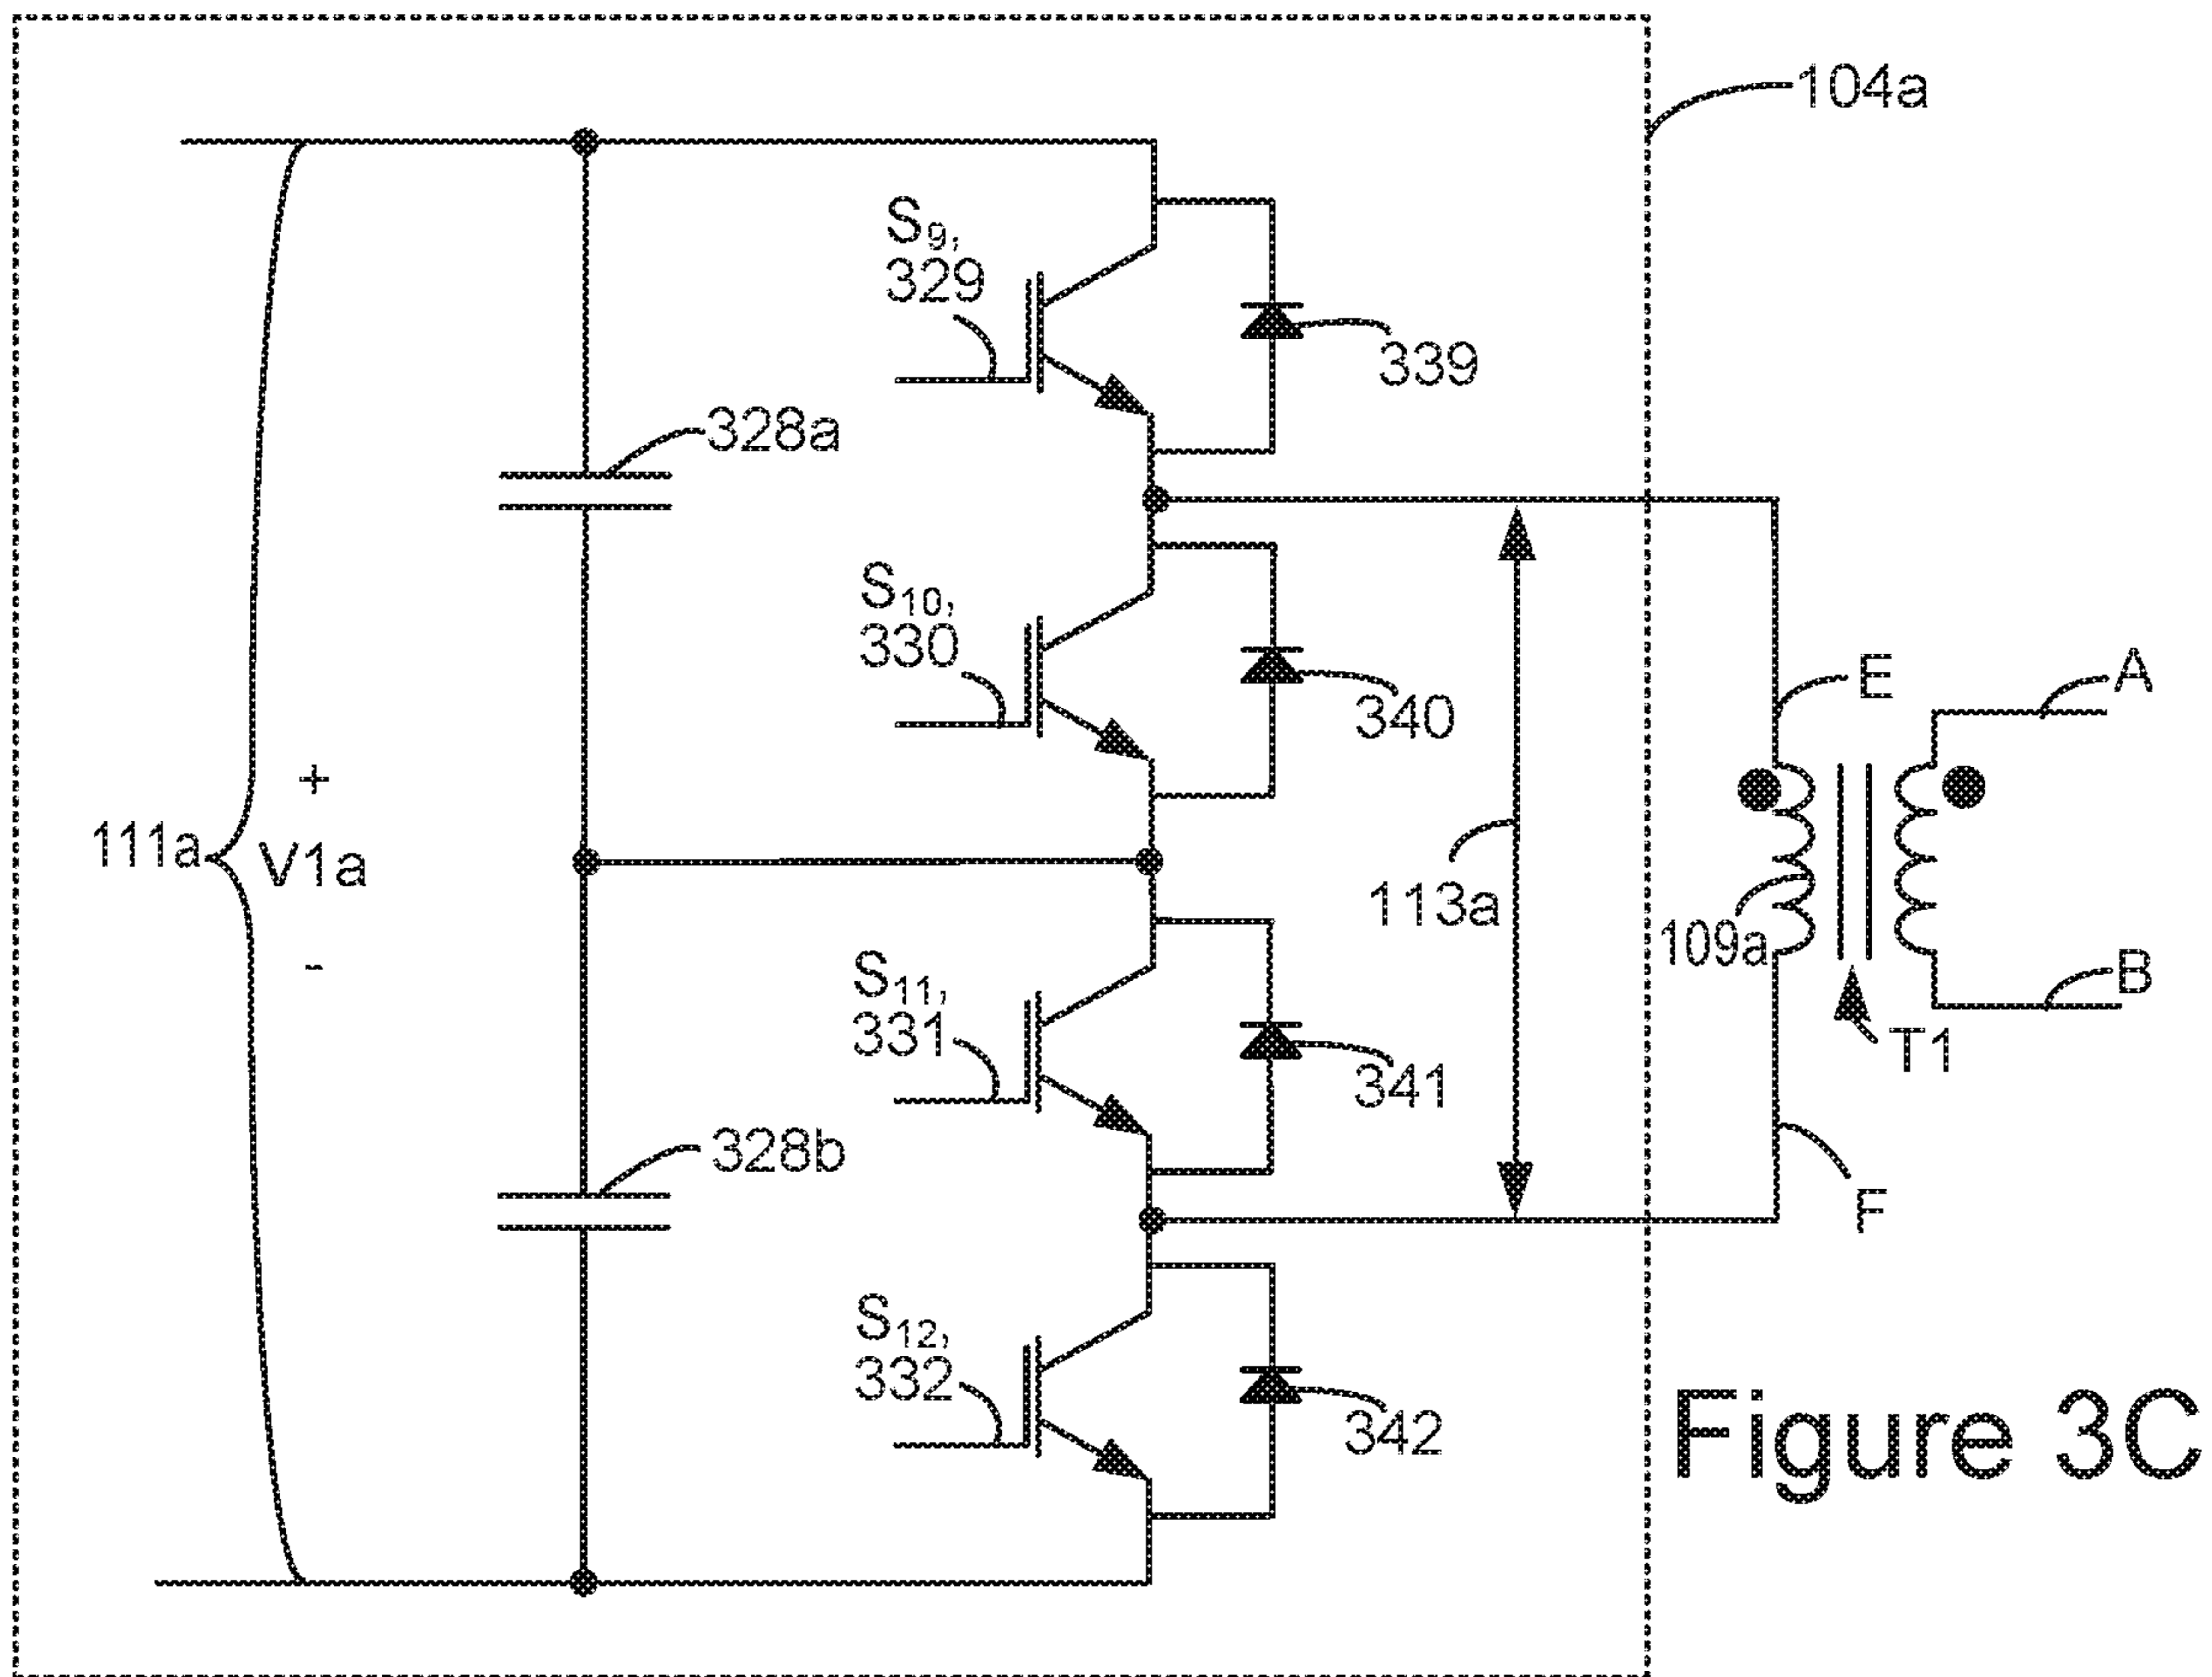 104a
S9,
329
339
328a
S10,
330
340
E
A
+
111a
V1a
-
113a
109a
B
T1
S11,
331
341
328b
F
S12,
332
342
Figure 3C